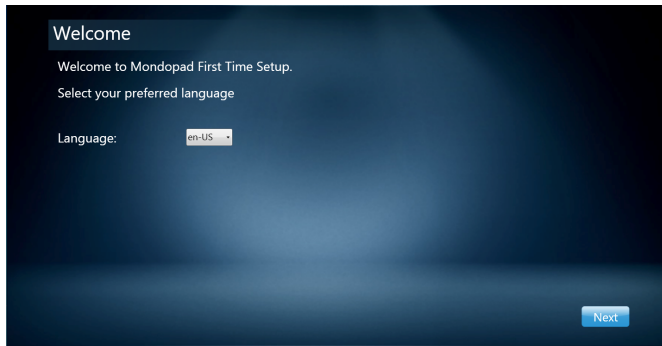 Welcome
Welcome to Mondopad First Time Setup.
Select your preferred language
Language: en-US
Next